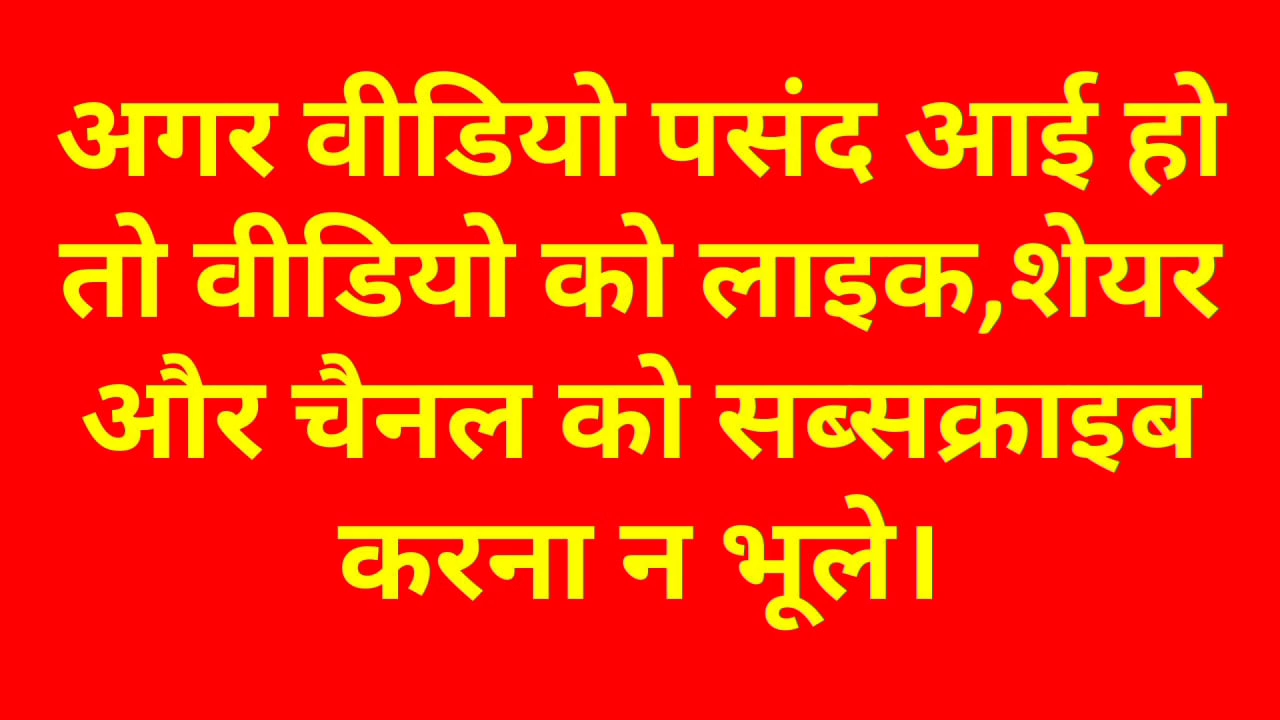 अगर वीडियो पसंद आई हो
तो वीडियो को लाइक,शेयर
और चैनल को सब्सक्राइब
करना न भूले।